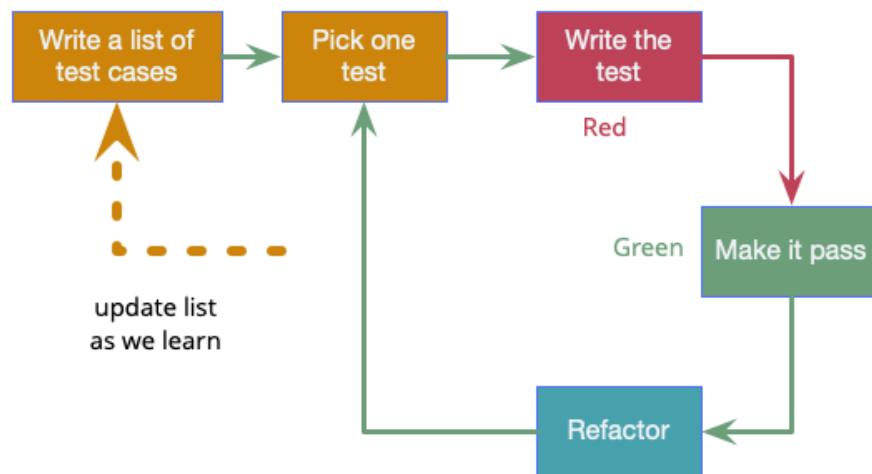 Write a list of
test cases
Pick one
test
Write the
test
Red
Green
Make it pass
update list
as we learn
Refactor